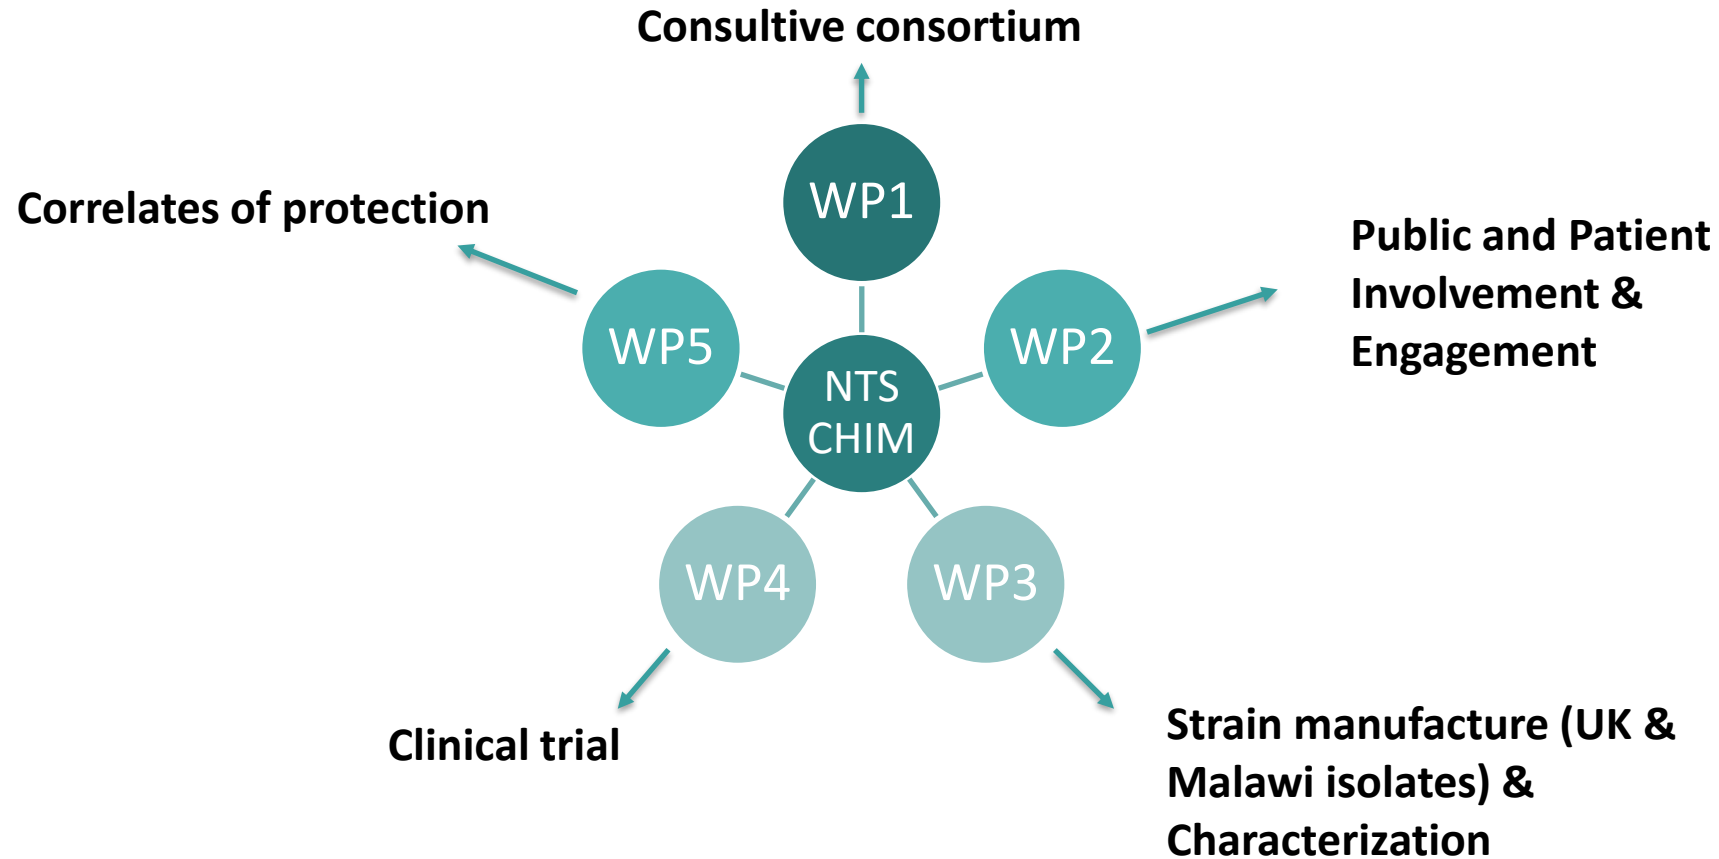 Consultive consortium
WP1
Correlates of protection
Public and Patient
Involvement &
Engagement
WP5
WP2
NTS
CHIM
WP4
WP3
Clinical trial
Strain manufacture (UK &
Malawi isolates) &
Characterization